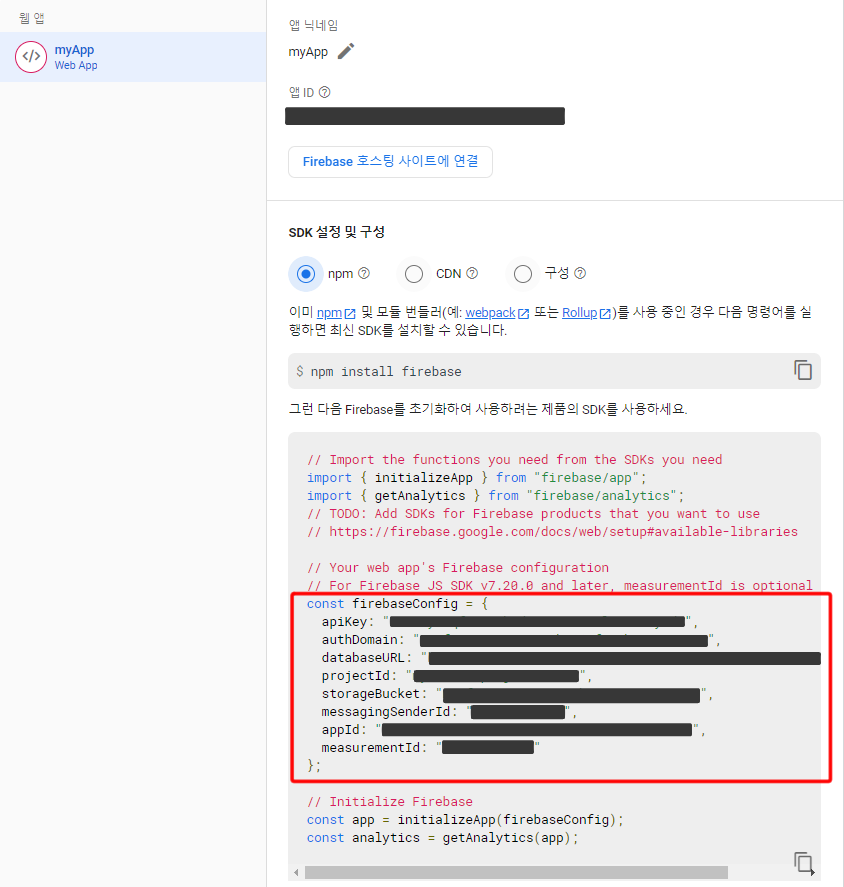 웹 앱
</>
myApp
Web App
앱 닉네임
myApp
앱 ID ?
Firebase 호스팅 사이트에 연결
SDK 설정 및 구성
npm ? CDN ? 구성 ?
이미 npm 및 모듈 번들러(예: webpack 또는 Rollup)를 사용 중인 경우 다음 명령어를 실
행하면 최신 SDK를 설치할 수 있습니다.
$ npm install firebase
그런 다음 Firebase를 초기화하여 사용하려는 제품의 SDK를 사용하세요.
// Import the functions you need from the SDKs you need
import { initializeApp } from "firebase/app";
import { getAnalytics } from "firebase/analytics";
// TODO: Add SDKs for Firebase products that you want to use
// https://firebase.google.com/docs/web/setup#available-libraries
// Your web app's Firebase configuration
// For Firebase JS SDK v7.20.0 and later, measurementId is optional
const firebaseConfig = {
apiKey: "",
authDomain: "",
databaseURL: "
projectId: "",
storageBucket: "",
messagingSenderId: "",
appId: "",
measurementId: ""
};
// Initialize Firebase
const app = initializeApp(firebaseConfig);
const analytics = getAnalytics(app);